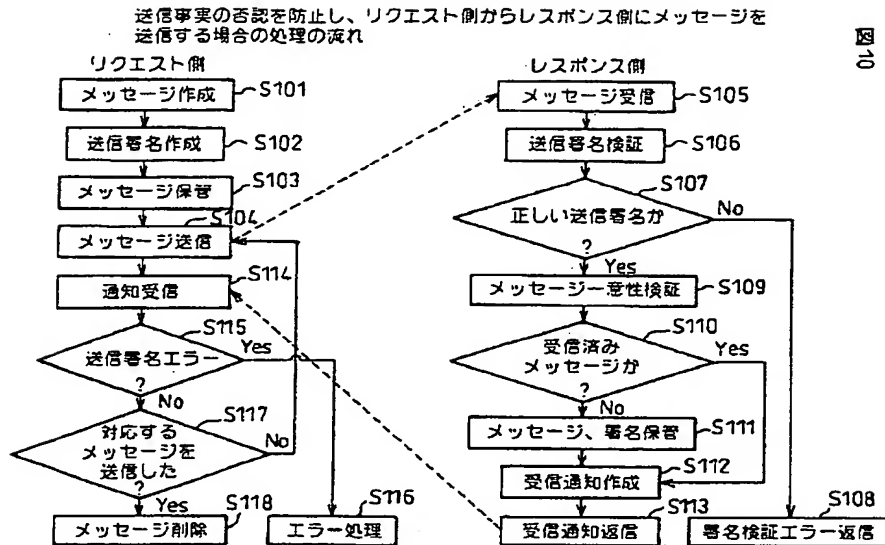 送信事実の否認を防止し、リクエスト側からレスポンス側にメッセージを
送信する場合の処理の流れ
図10
リクエスト側
メッセージ作成
S101
送信署名作成
S102
メッセージ保管
S103
S104
メッセージ送信
S114
通知受信
S115
送信署名エラー
?
Yes
No
S117
対応する
メッセージを
送信した
?
No
Yes
S118
メッセージ削除
S116
エラー処理
レスポンス側
メッセージ受信
S105
送信署名検証
S106
S107
正しい送信署名か
?
No
Yes
メッセージ一意性検証
S109
S110
受信済み
メッセージか
?
Yes
No
メッセージ、署名保管
S111
受信通知作成
S112
S113
受信通知返信
S108
署名検証エラー返信